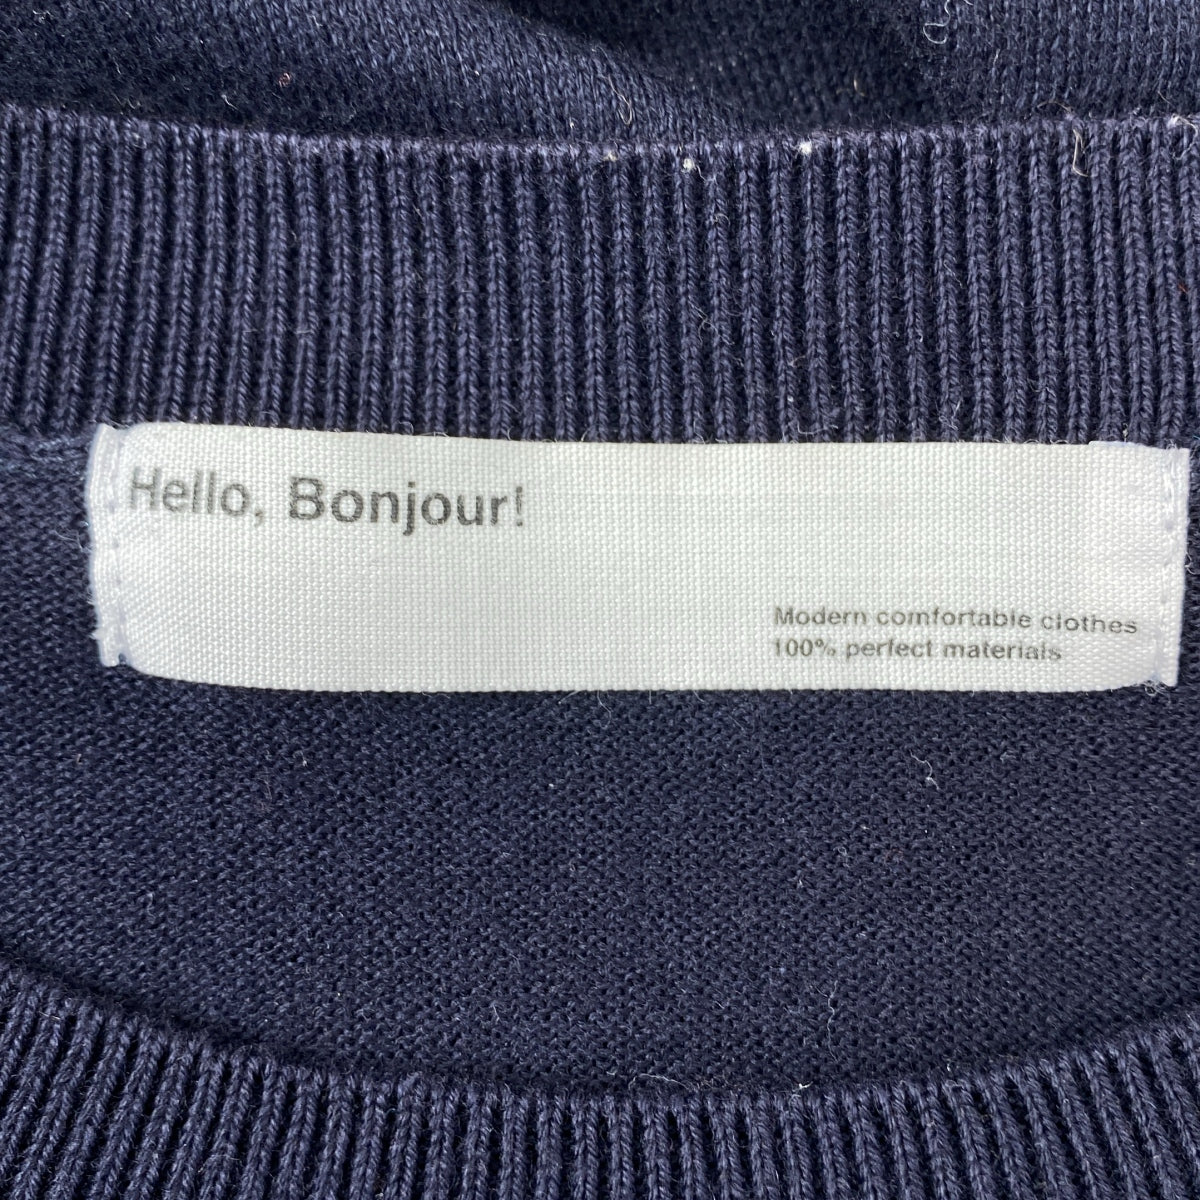 Hello, Bonjour!
Modern comfortable clothes
100% perfect materials